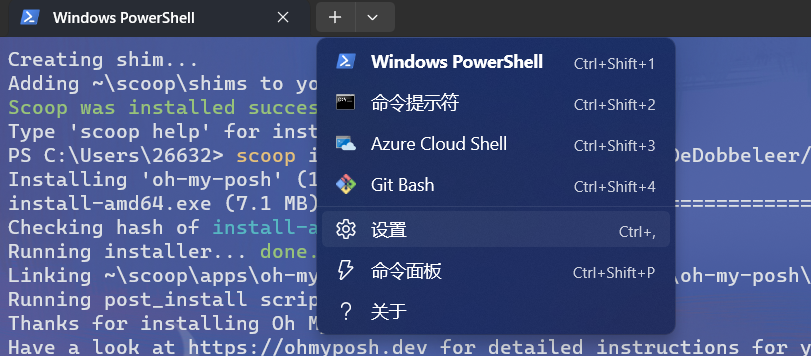 Windows PowerShell
Creating shim...
Adding ~\scoop\shims to yo
Scoop was installed succes
Type 'scoop help' for inst
PS C:\Users\26632> scoop i DeDobbeleer/
Installing 'oh-my-posh' (1
install-amd64.exe (7.1 MB)
Checking hash of install-a
Running installer... done.
Linking ~\scoop\apps\oh-my \oh-my-posh\
Running post_install scrip
Thanks for installing Oh M
Have a look at https://ohmyposh.dev for detailed instructions for y
Windows PowerShell Ctrl+Shift+1
命令提示符 Ctrl+Shift+2
Azure Cloud Shell Ctrl+Shift+3
Git Bash Ctrl+Shift+4
设置 Ctrl+,
命令面板 Ctrl+Shift+P
关于